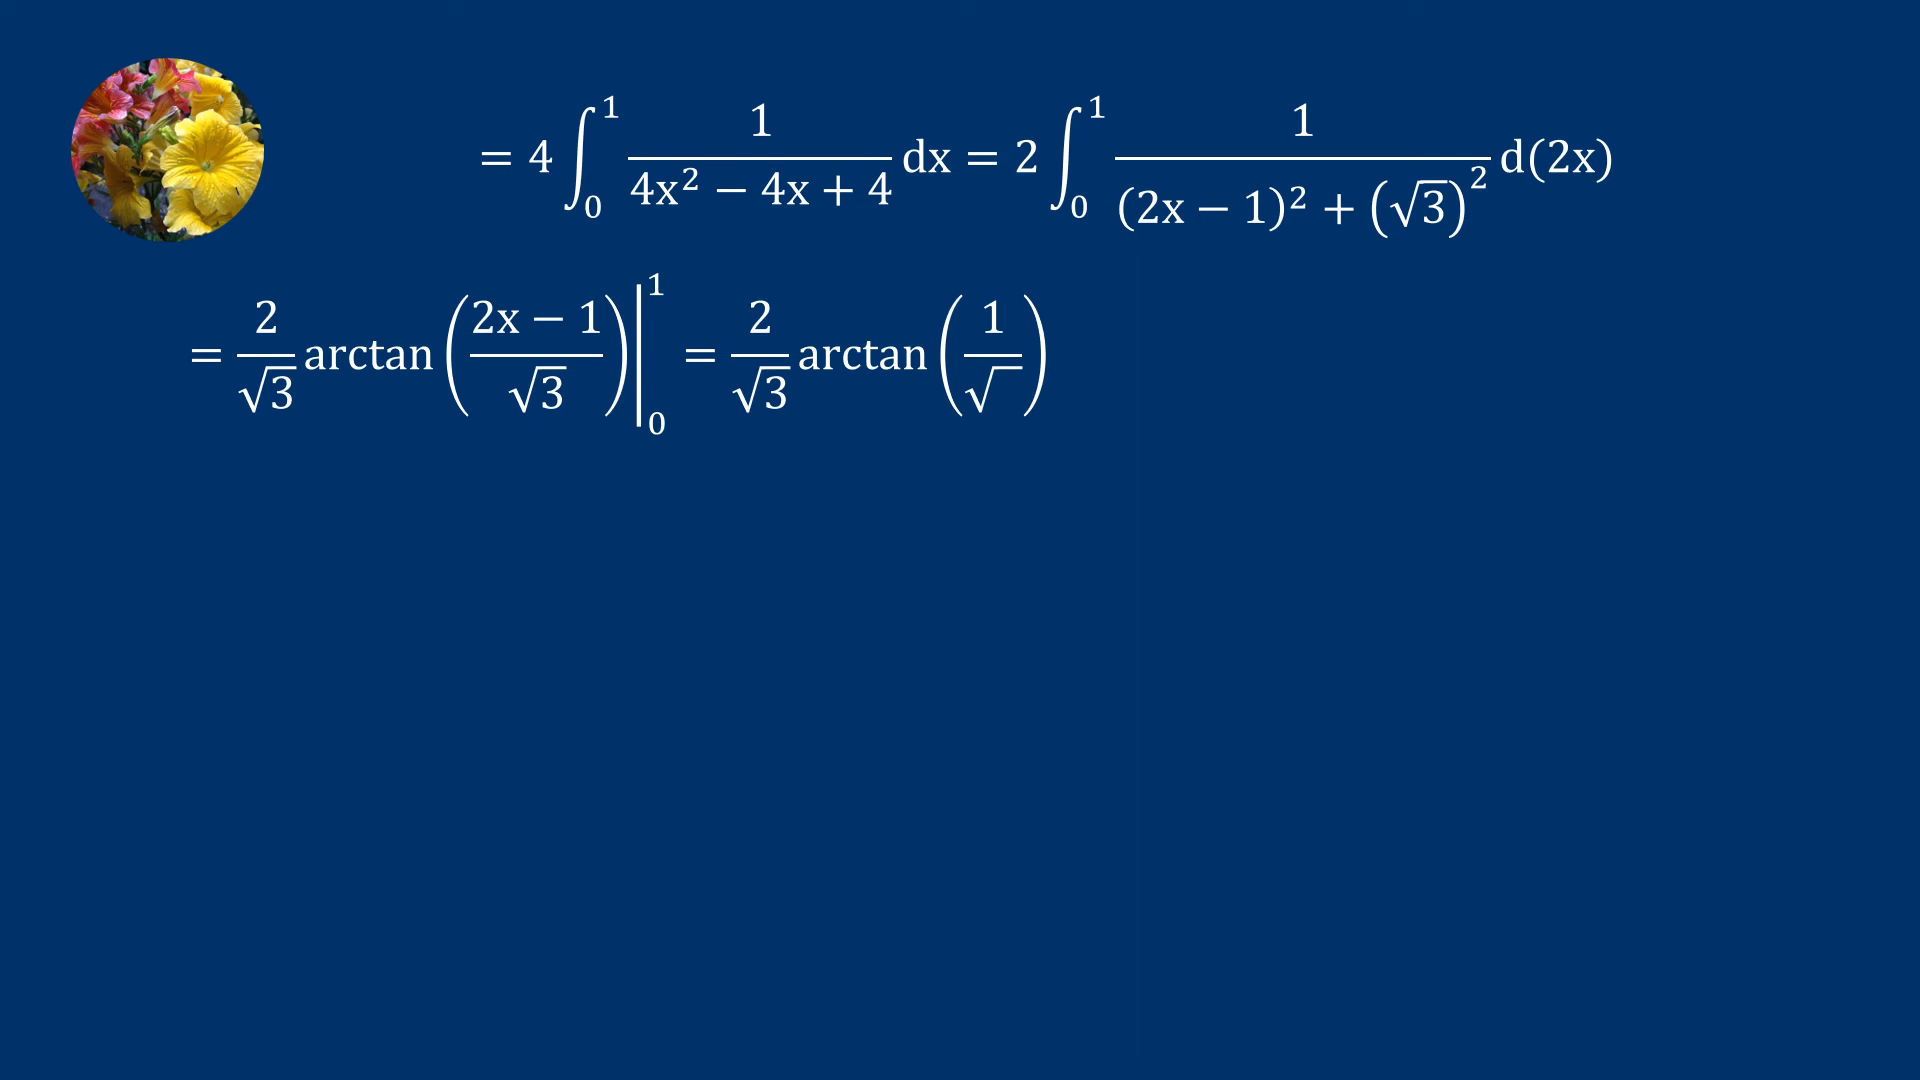 = 4 ∫₀¹ 1/(4x² − 4x + 4) dx = 2 ∫₀¹ 1/((2x − 1)² + (√3)²) d(2x)
= 2/√3 arctan((2x − 1)/√3) |₀¹ = 2/√3 arctan(1/√ )